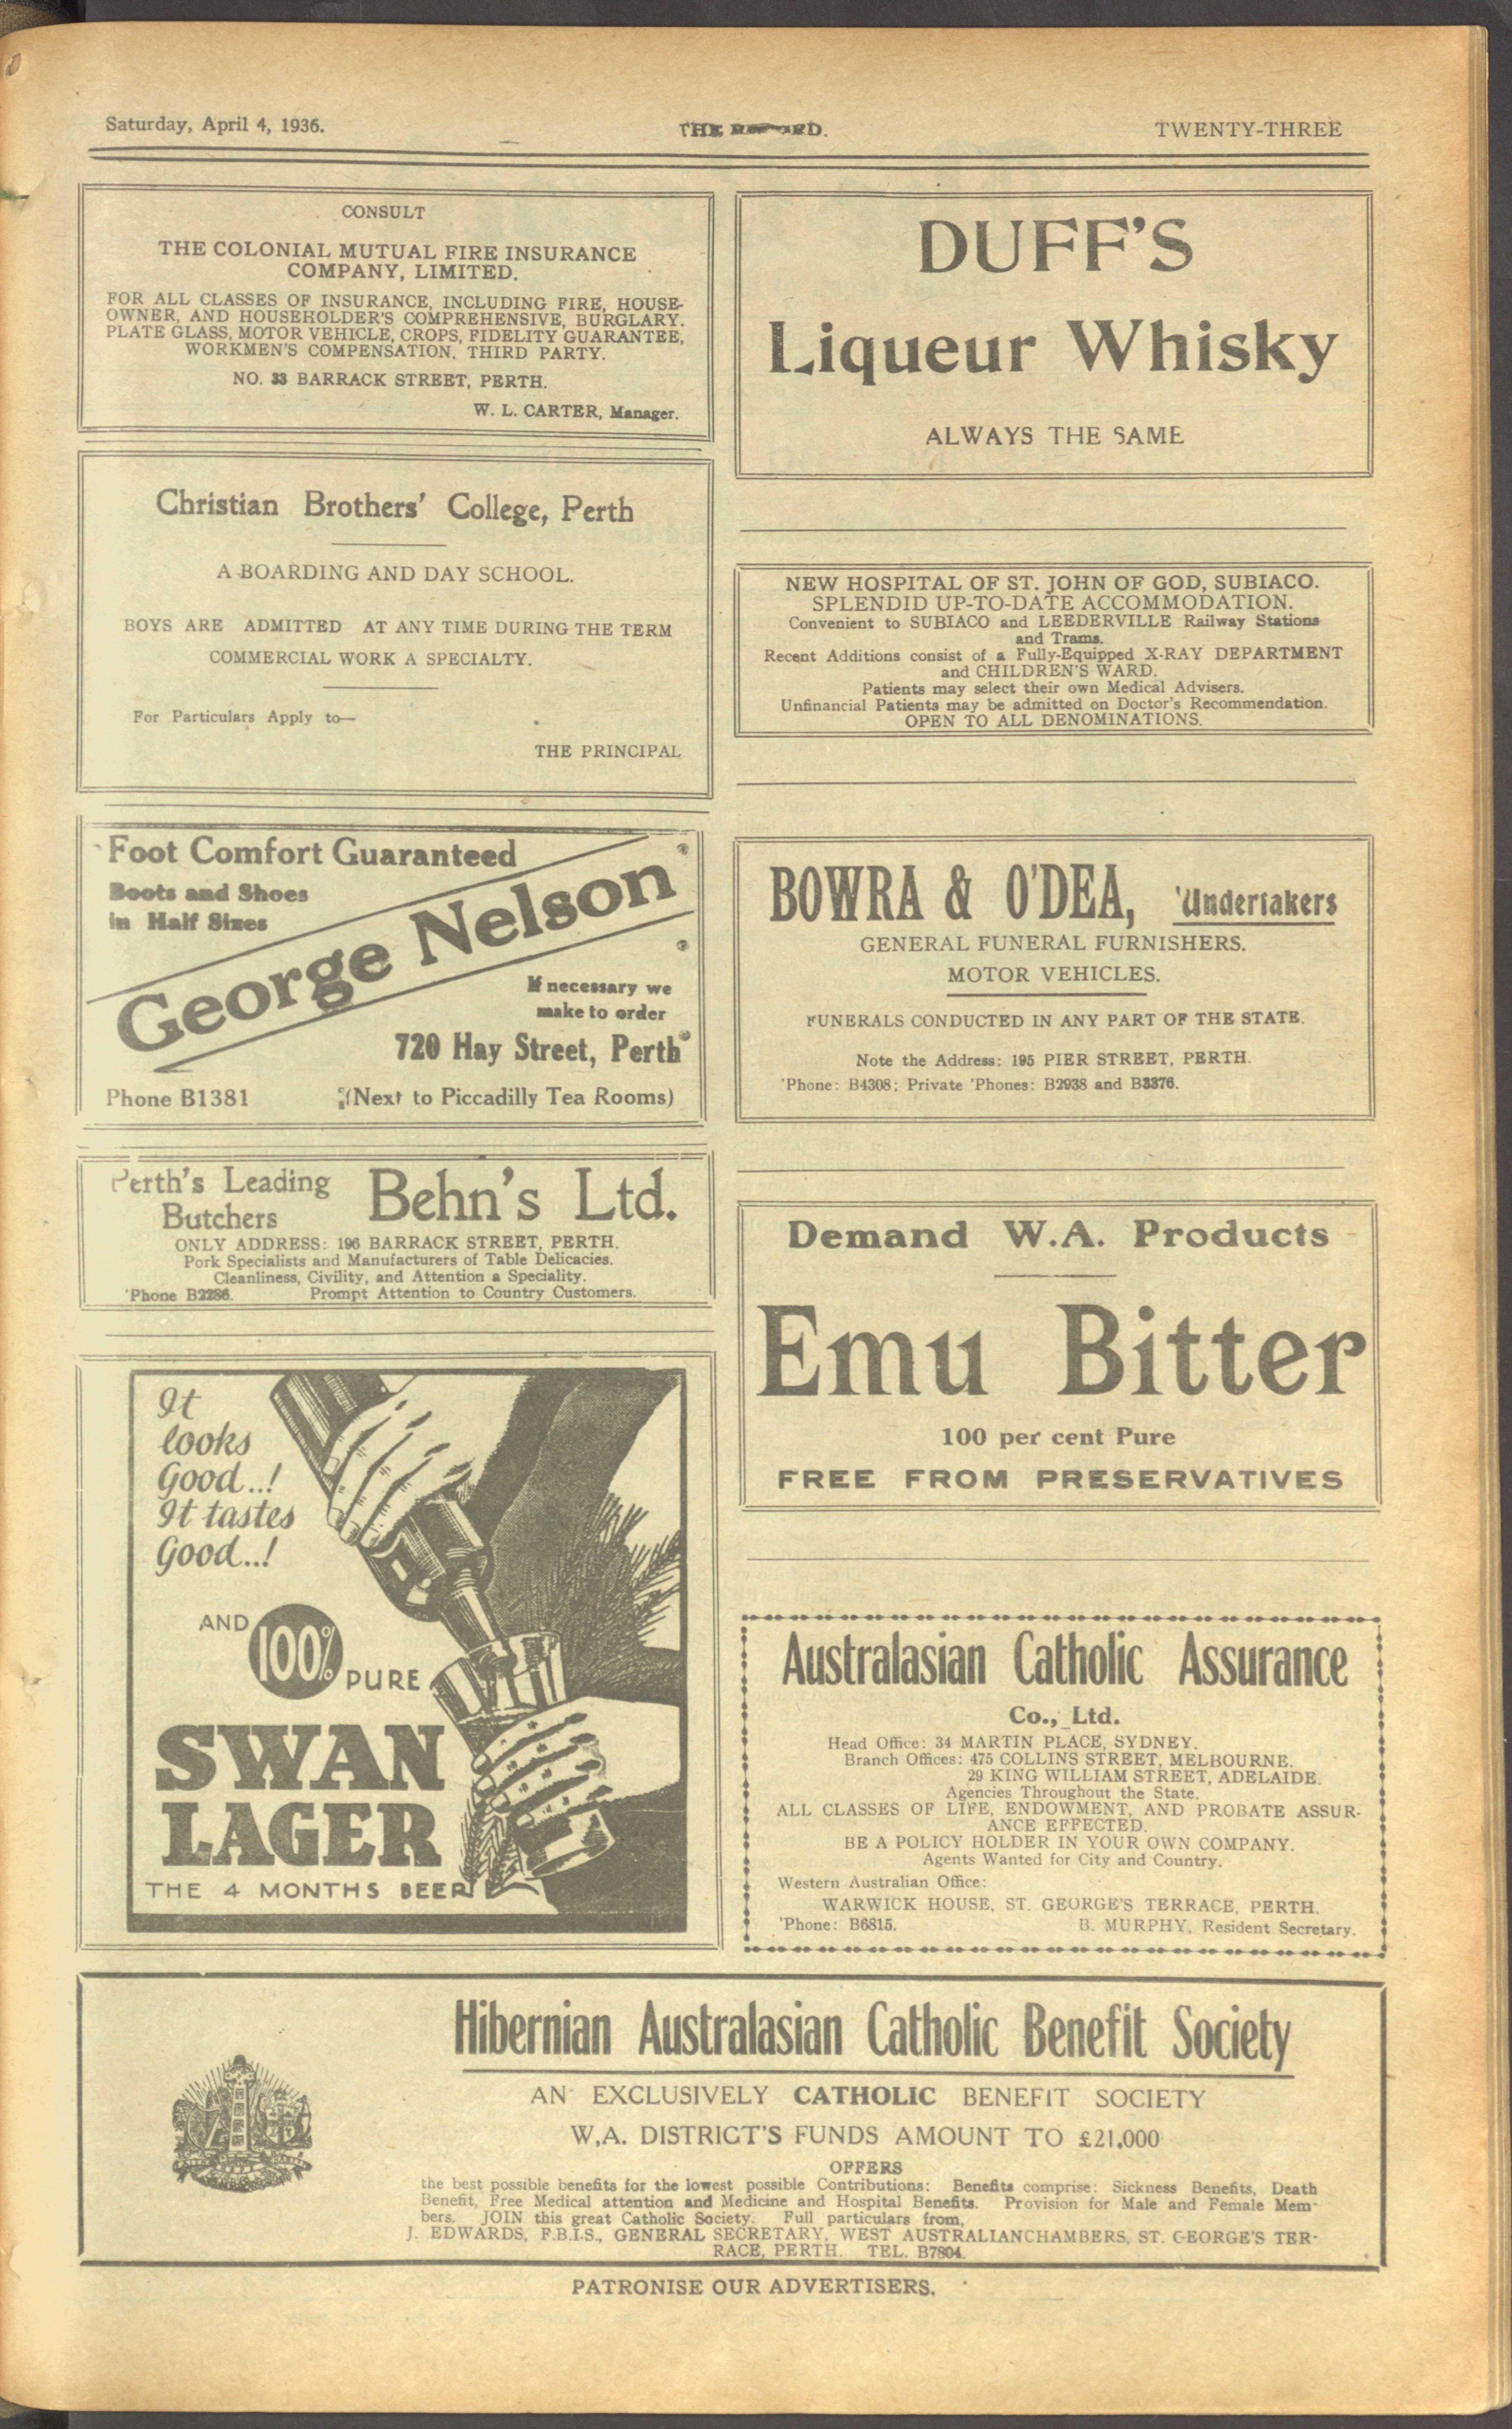 Saturday, April 4, 1936.
THE RECORD.
TWENTY-THREE
CONSULT
THE COLONIAL MUTUAL FIRE INSURANCE
COMPANY, LIMITED.
FOR ALL CLASSES OF INSURANCE, INCLUDING FIRE, HOUSE-
OWNER, AND HOUSEHOLDER'S COMPREHENSIVE, BURGLARY.
PLATE GLASS, MOTOR VEHICLE, CROPS, FIDELITY GUARANTEE,
WORKMEN'S COMPENSATION. THIRD PARTY.
NO. 33 BARRACK STREET, PERTH.
W. L. CARTER, Manager.
Christian Brothers' College, Perth
A BOARDING AND DAY SCHOOL.
BOYS ARE ADMITTED AT ANY TIME DURING THE TERM
COMMERCIAL WORK A SPECIALTY.
For Particulars Apply to—
THE PRINCIPAL
Foot Comfort Guaranteed
Boots and Shoes
in Half Sizes
George Nelson
If necessary we
make to order
720 Hay Street, Perth
Phone B1381 (Next to Piccadilly Tea Rooms)
Perth's Leading
Butchers
Behn's Ltd.
ONLY ADDRESS: 196 BARRACK STREET, PERTH.
Pork Specialists and Manufacturers of Table Delicacies.
Cleanliness, Civility, and Attention a Speciality.
'Phone B2286. Prompt Attention to Country Customers.
It
looks
Good..!
It tastes
Good..!
AND
100%
PURE
SWAN
LAGER
THE 4 MONTHS BEER
DUFF'S
Liqueur Whisky
ALWAYS THE SAME
NEW HOSPITAL OF ST. JOHN OF GOD, SUBIACO.
SPLENDID UP-TO-DATE ACCOMMODATION.
Convenient to SUBIACO and LEEDERVILLE Railway Stations
and Trams.
Recent Additions consist of a Fully-Equipped X-RAY DEPARTMENT
and CHILDREN'S WARD.
Patients may select their own Medical Advisers.
Unfinancial Patients may be admitted on Doctor's Recommendation.
OPEN TO ALL DENOMINATIONS.
BOWRA & O'DEA, 'Undertakers
GENERAL FUNERAL FURNISHERS.
MOTOR VEHICLES.
FUNERALS CONDUCTED IN ANY PART OF THE STATE.
Note the Address: 195 PIER STREET, PERTH.
'Phone: B4308; Private 'Phones: B2938 and B3376.
Demand W.A. Products
Emu Bitter
100 per cent Pure
FREE FROM PRESERVATIVES
Australasian Catholic Assurance
Co., Ltd.
Head Office: 34 MARTIN PLACE, SYDNEY.
Branch Offices: 475 COLLINS STREET, MELBOURNE.
29 KING WILLIAM STREET, ADELAIDE.
Agencies Throughout the State.
ALL CLASSES OF LIFE, ENDOWMENT, AND PROBATE ASSUR-
ANCE EFFECTED.
BE A POLICY HOLDER IN YOUR OWN COMPANY.
Agents Wanted for City and Country.
Western Australian Office:
WARWICK HOUSE, ST. GEORGE'S TERRACE, PERTH.
'Phone: B6815. B. MURPHY, Resident Secretary.
Hibernian Australasian Catholic Benefit Society
AN EXCLUSIVELY CATHOLIC BENEFIT SOCIETY
W.A. DISTRICT'S FUNDS AMOUNT TO £21,000
OFFERS
the best possible benefits for the lowest possible Contributions: Benefits comprise: Sickness Benefits, Death
Benefit, Free Medical attention and Medicine and Hospital Benefits. Provision for Male and Female Mem-
bers. JOIN this great Catholic Society. Full particulars from,
J. EDWARDS, F.B.I.S., GENERAL SECRETARY, WEST AUSTRALIANCHAMBERS, ST. GEORGE'S TER-
RACE, PERTH. TEL. B7804.
PATRONISE OUR ADVERTISERS.